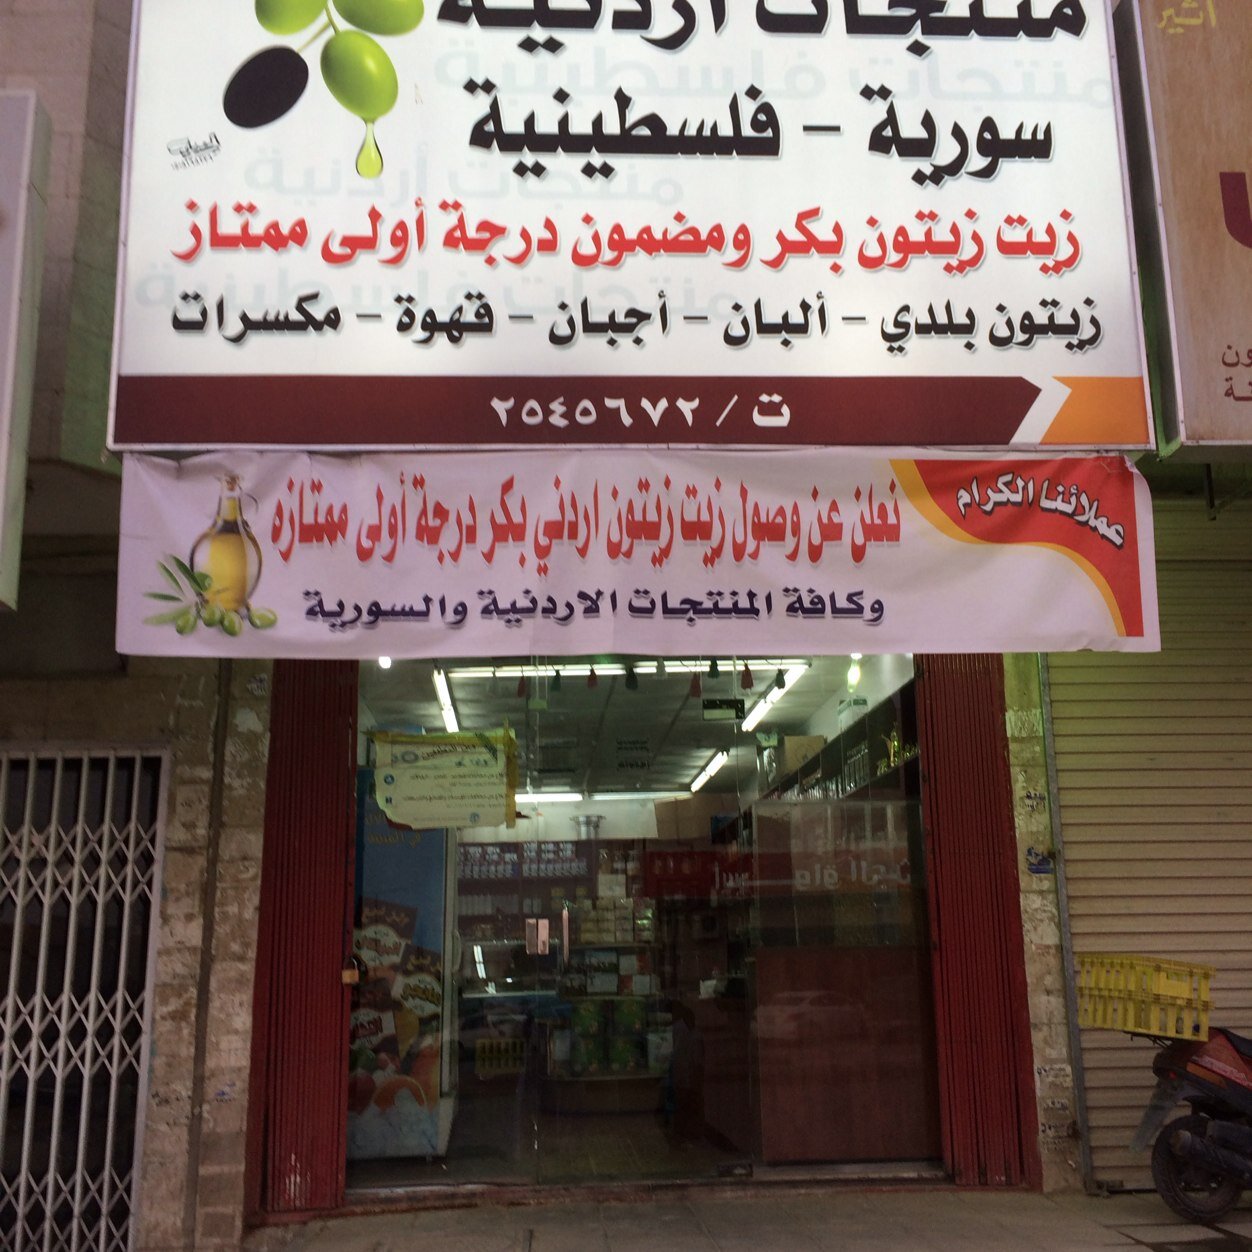 منتجات أردنية
سورية - فلسطينية
زيت زيتون بكر ومضمون درجة أولى ممتاز
زيتون بلدي - ألبان - أجبان - قهوة - مكسرات
ت / ٢٥٤٥٦٧٢
عملائنا الكرام
نعلن عن وصول زيت زيتون اردني بكر درجة أولى ممتازه
وكافة المنتجات الاردنية والسورية